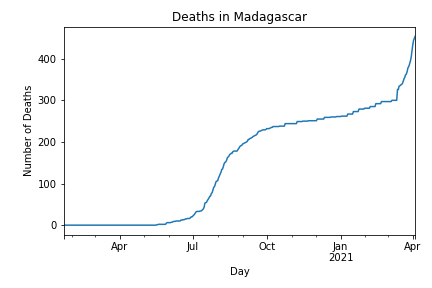 Deaths in Madagascar
Number of Deaths
400
300
200
100
0
Apr
Jul
Oct
Jan
2021
Apr
Day